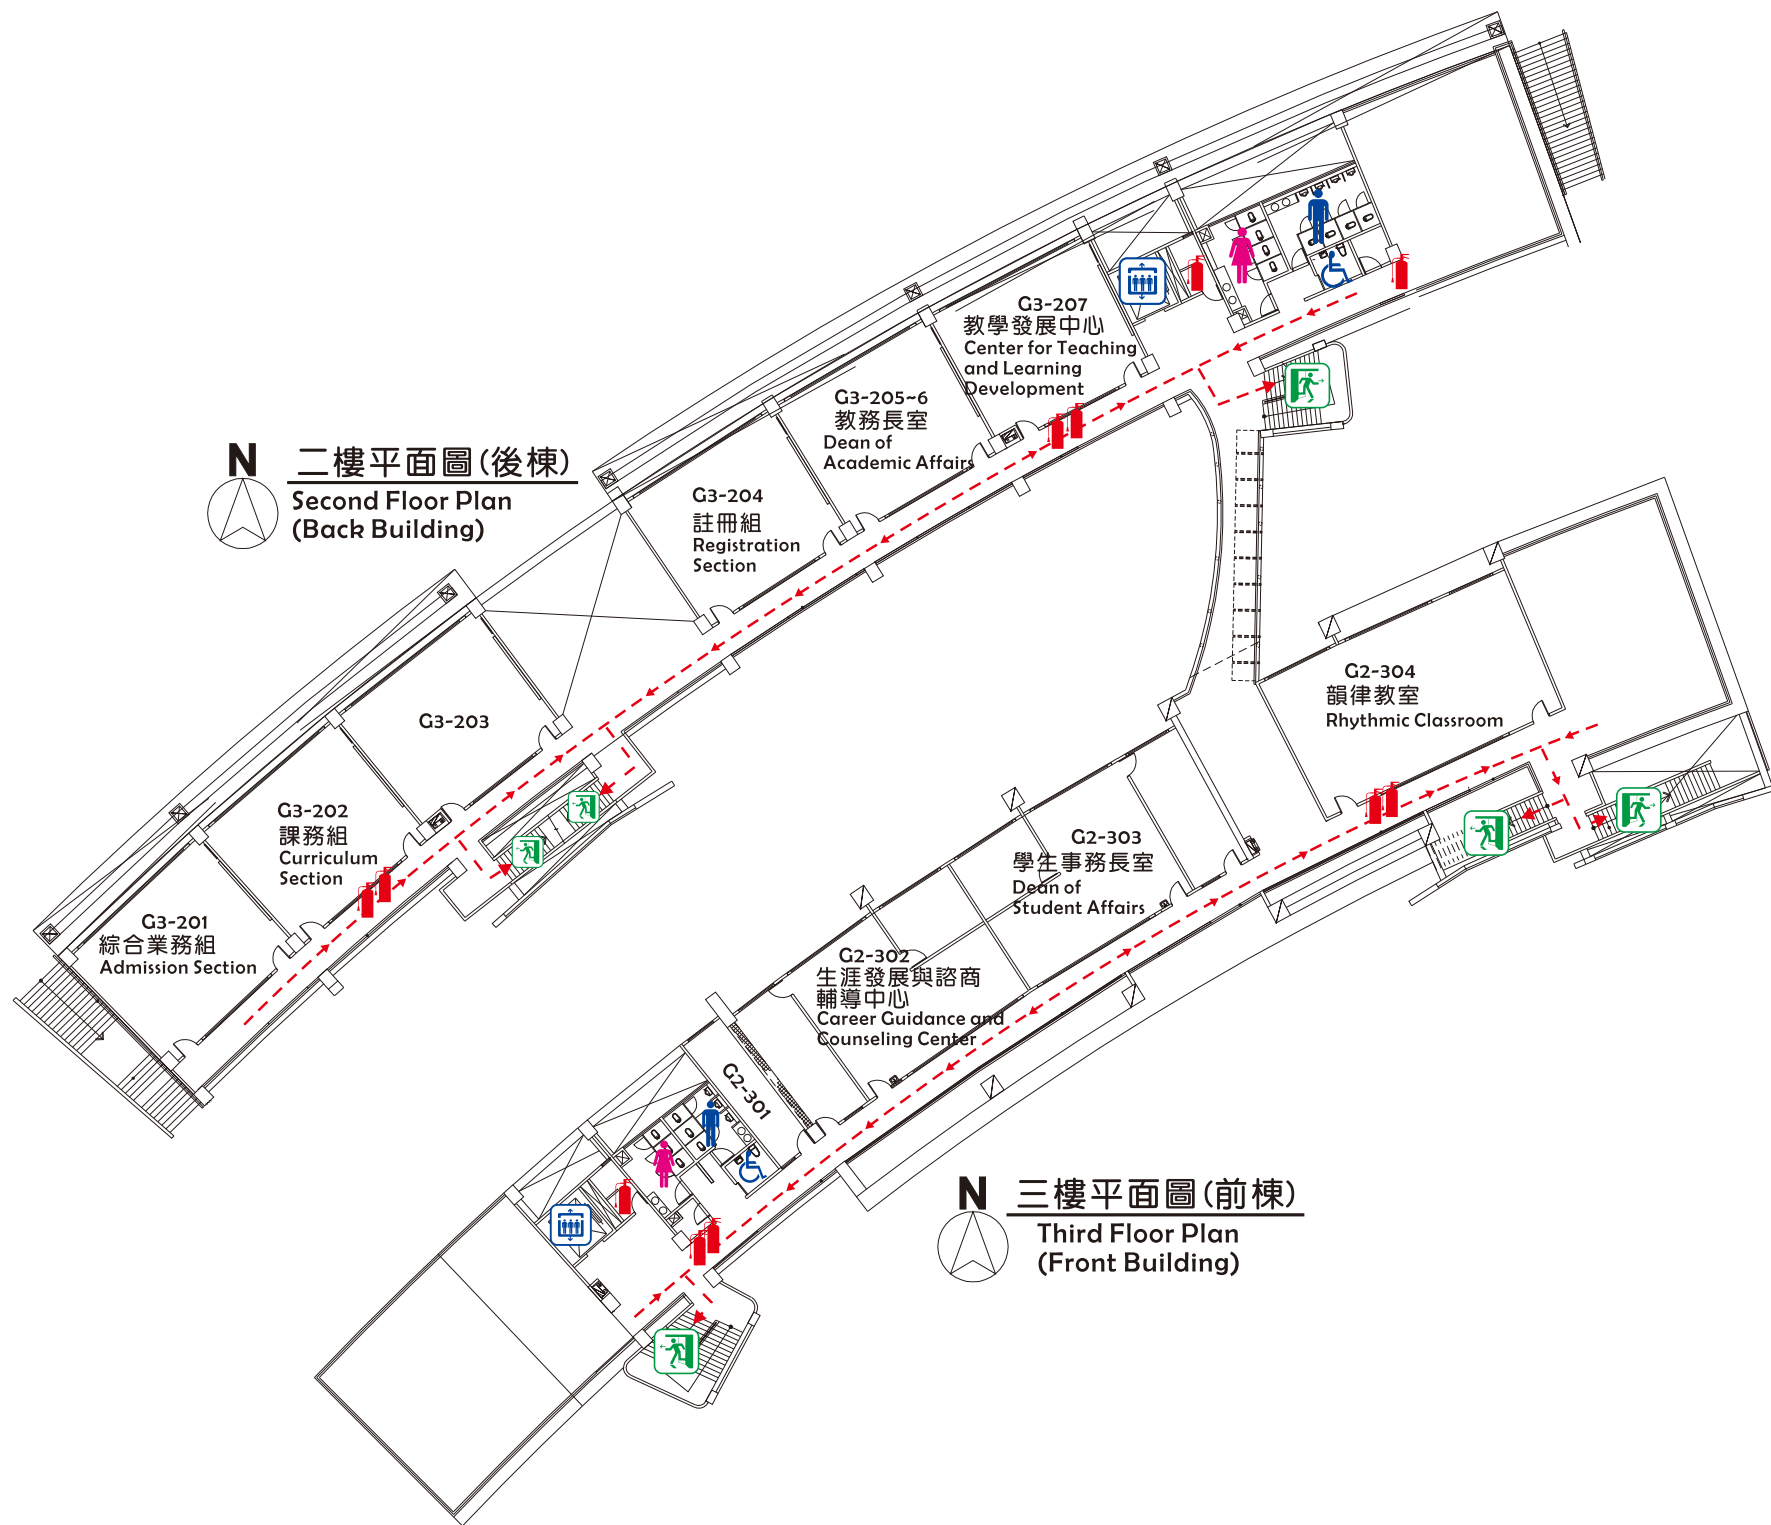 N
二樓平面圖(後棟)
Second Floor Plan
(Back Building)
G3-207
教學發展中心
Center for Teaching
and Learning
Development
G3-205~6
教務長室
Dean of
Academic Affairs
G3-204
註冊組
Registration
Section
G3-203
G3-202
課務組
Curriculum
Section
G3-201
綜合業務組
Admission Section
G2-304
韻律教室
Rhythmic Classroom
G2-303
學生事務長室
Dean of
Student Affairs
G2-302
生涯發展與諮商
輔導中心
Career Guidance and
Counseling Center
G2-301
N
三樓平面圖(前棟)
Third Floor Plan
(Front Building)